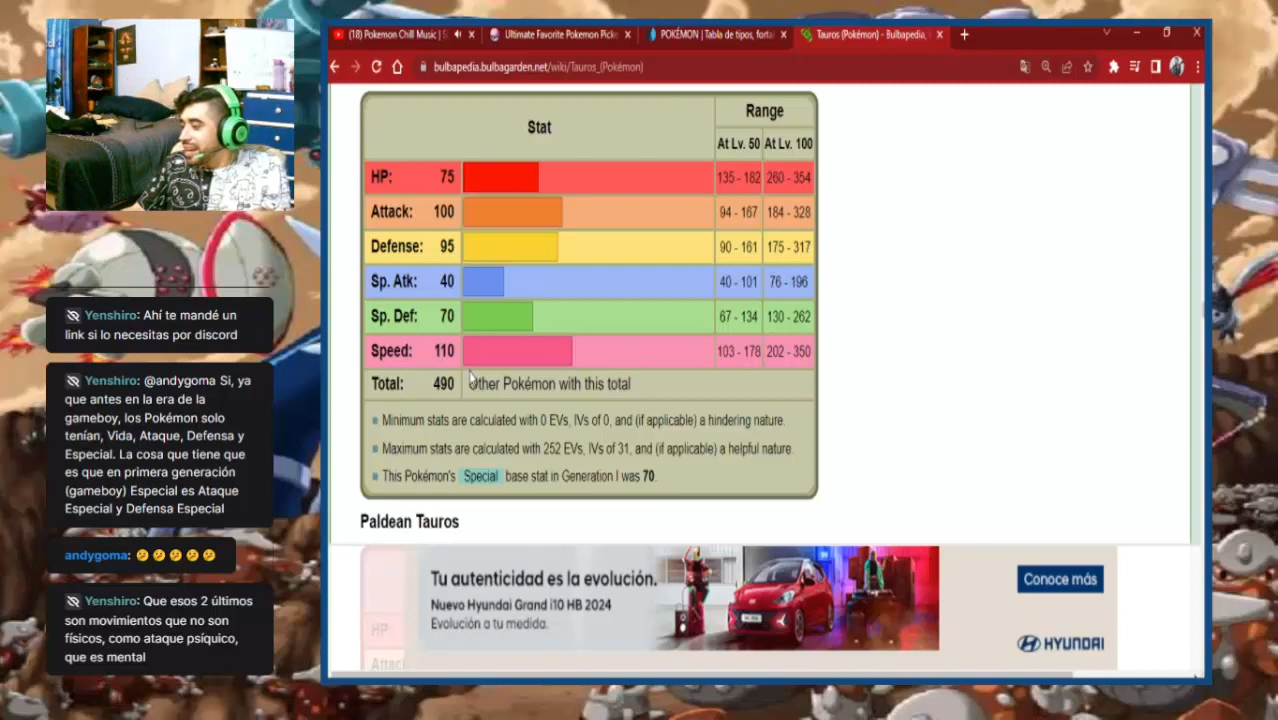 (18) Pokemon Chill Music | S
Ultimate Favorite Pokemon Picke
POKÉMON | Tabla de tipos, forta
Tauros (Pokémon) - Bulbapedia,
bulbapedia.bulbagarden.net/wiki/Tauros_(Pokémon)
Stat Range
At Lv. 50 At Lv. 100
HP: 75 135 - 182 260 - 354
Attack: 100 94 - 167 184 - 328
Defense: 95 90 - 161 175 - 317
Sp. Atk: 40 40 - 101 76 - 196
Sp. Def: 70 67 - 134 130 - 262
Speed: 110 103 - 178 202 - 350
Total: 490 Other Pokémon with this total
Minimum stats are calculated with 0 EVs, IVs of 0, and (if applicable) a hindering nature.
Maximum stats are calculated with 252 EVs, IVs of 31, and (if applicable) a helpful nature.
This Pokémon's Special base stat in Generation I was 70.
Paldean Tauros
HP:
Attac
Tu autenticidad es la evolución.
Nuevo Hyundai Grand i10 HB 2024
Evolución a tu medida.
Conoce más
HYUNDAI
Yenshiro: Ahí te mandé un
link si lo necesitas por discord
Yenshiro: @andygoma Si, ya
que antes en la era de la
gameboy, los Pokémon solo
tenían, Vida, Ataque, Defensa y
Especial. La cosa que tiene que
es que en primera generación
(gameboy) Especial es Ataque
Especial y Defensa Especial
andygoma: 🫤🫤🫤🫤🫤
Yenshiro: Que esos 2 últimos
son movimientos que no son
físicos, como ataque psíquico,
que es mental